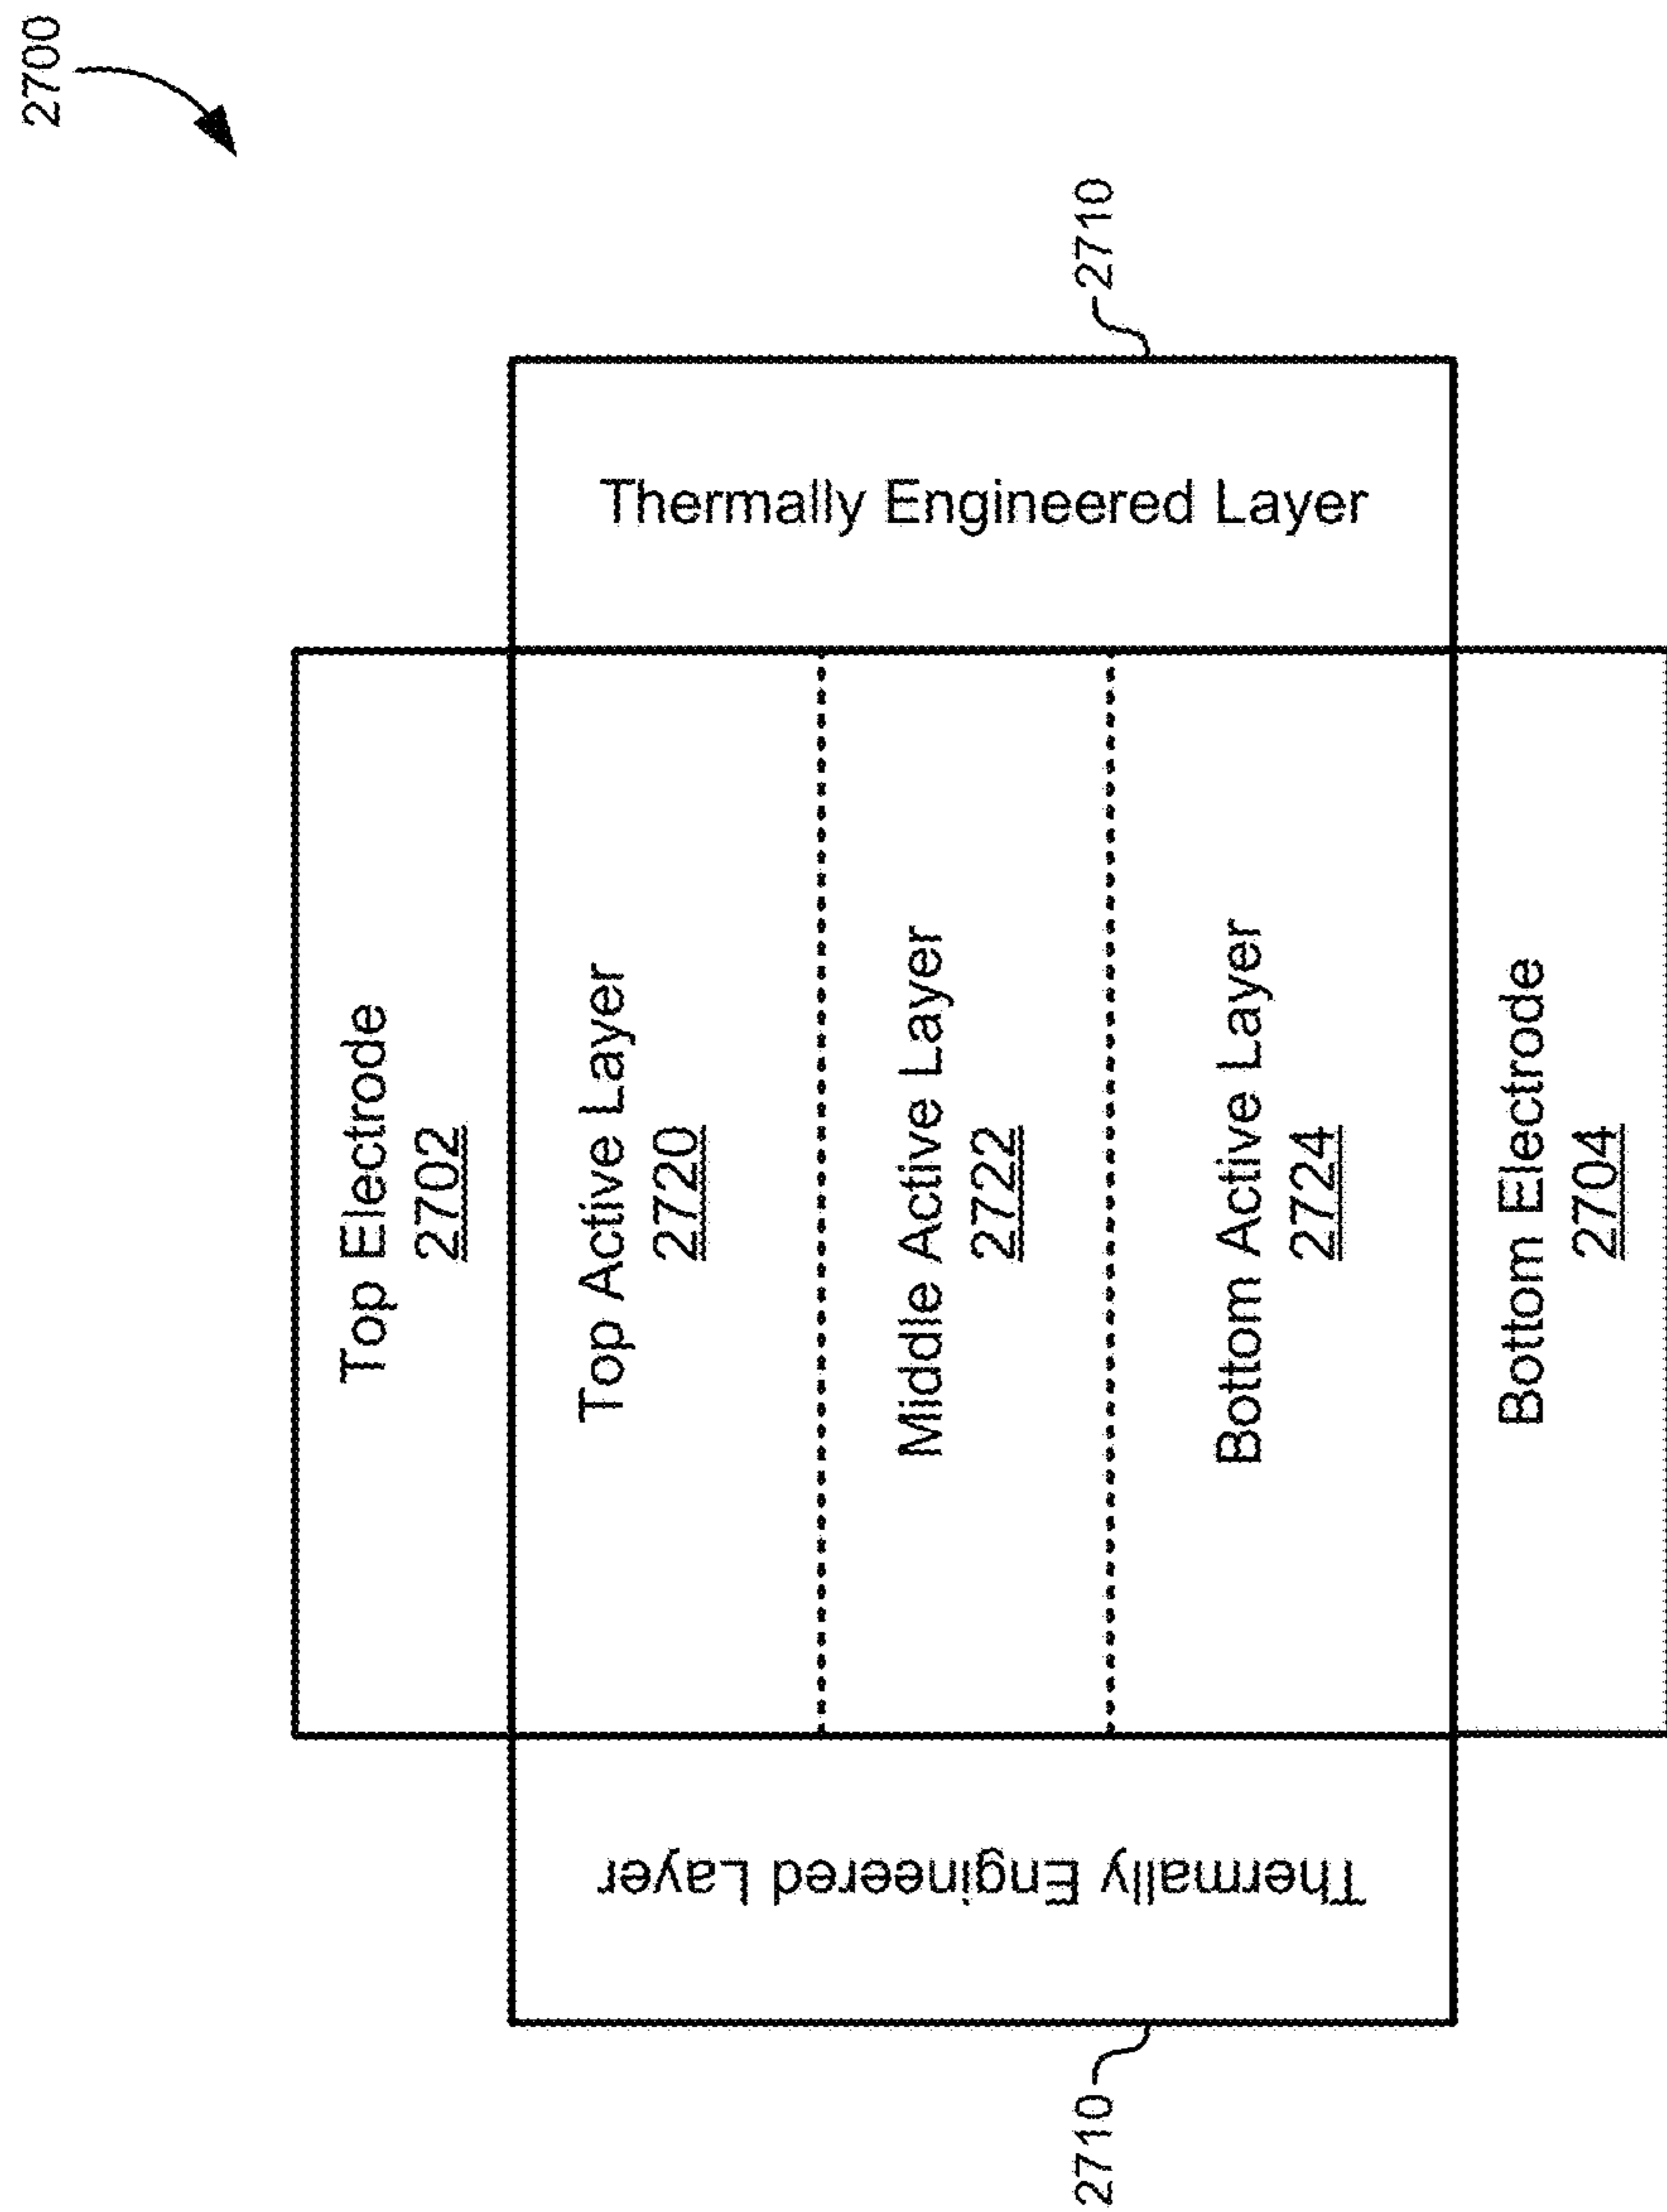 2700
Top Electrode
2702
Top Active Layer
2720
Middle Active Layer
2722
Bottom Active Layer
2724
Bottom Electrode
2704
Thermally Engineered Layer
2710
Thermally Engineered Layer
2710